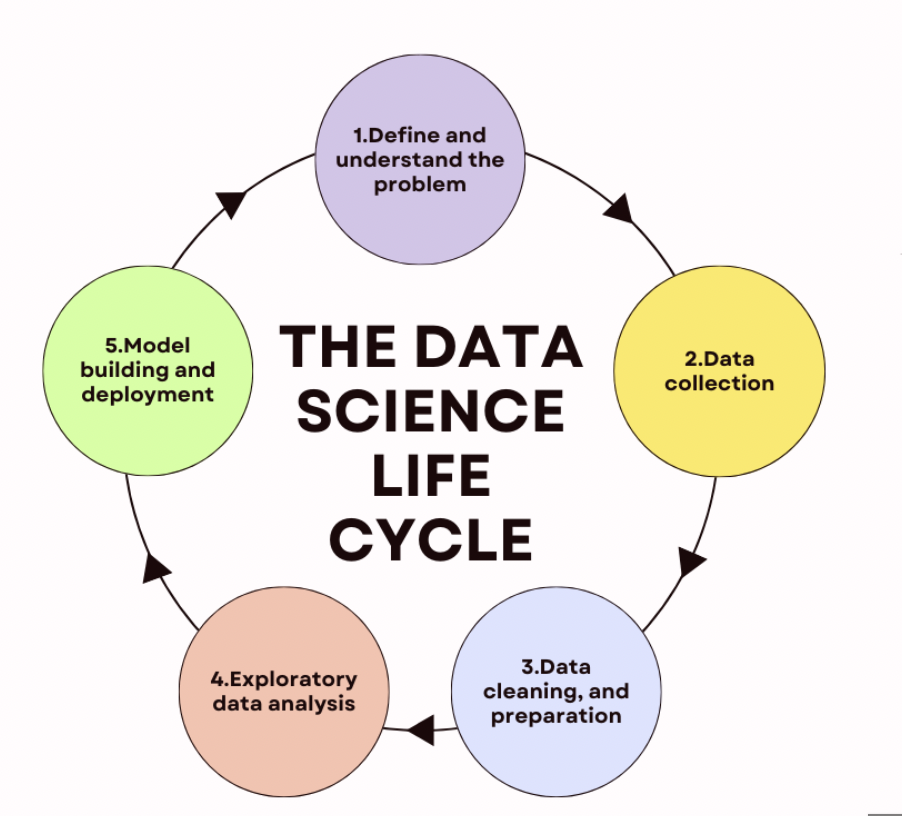 1.Define and
understand the
problem
2.Data
collection
3.Data
cleaning, and
preparation
4.Exploratory
data analysis
5.Model
building and
deployment
THE DATA
SCIENCE
LIFE
CYCLE